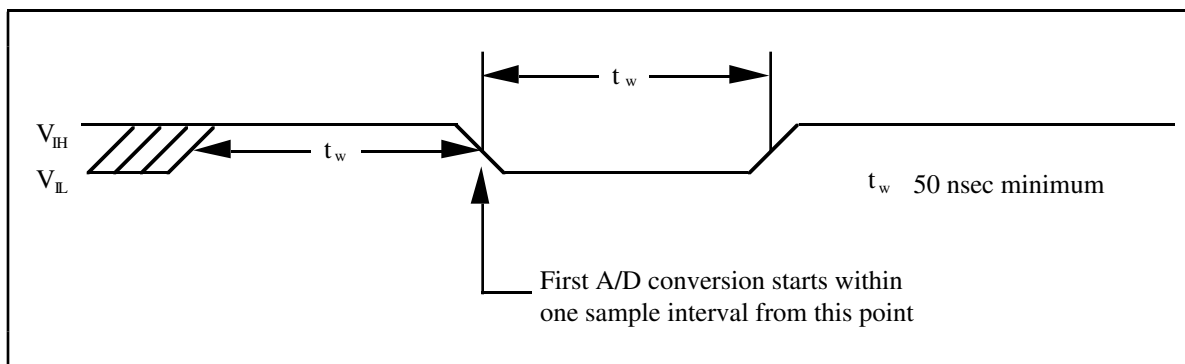 t w
V IH
t w
V IL
t w 50 nsec minimum
First A/D conversion starts within
one sample interval from this point